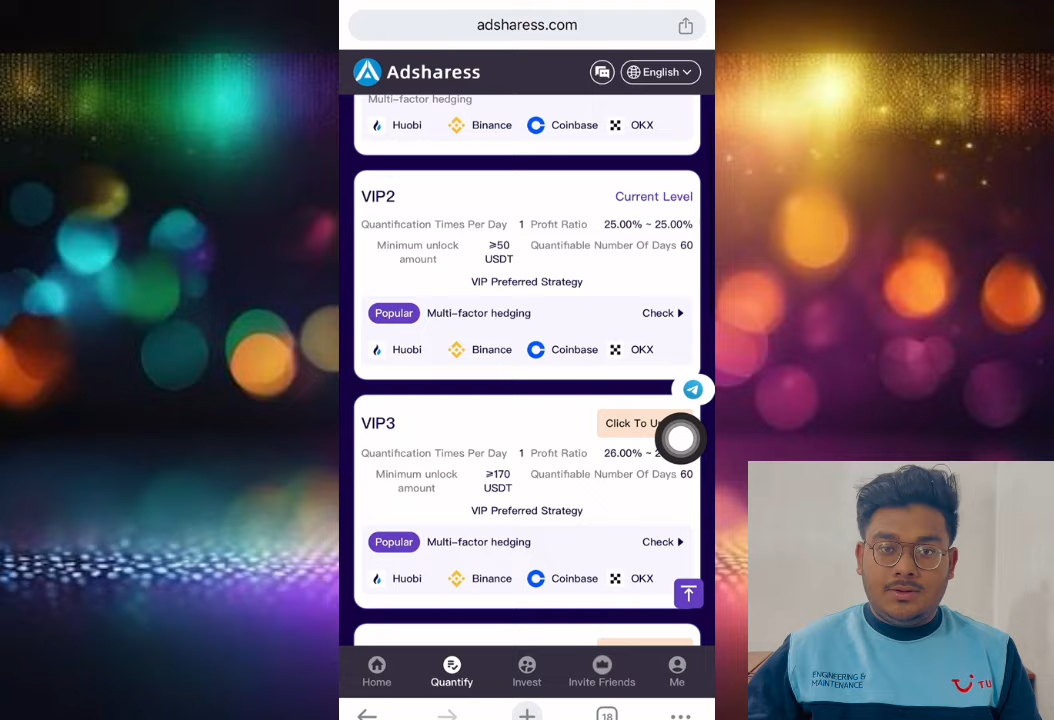 adsharess.com
Adsharess
English
Multi-factor hedging
Huobi Binance Coinbase OKX
VIP2 Current Level
Quantification Times Per Day 1 Profit Ratio 25.00% ~ 25.00%
Minimum unlock amount ≥50 USDT Quantifiable Number Of Days 60
VIP Preferred Strategy
Popular Multi-factor hedging Check
Huobi Binance Coinbase OKX
VIP3 Click To
Quantification Times Per Day 1 Profit Ratio 26.00% ~
Minimum unlock amount ≥170 USDT Quantifiable Number Of Days 60
VIP Preferred Strategy
Popular Multi-factor hedging Check
Huobi Binance Coinbase OKX
Home Quantify Invest Invite Friends Me
18
ENGINEERING &
MAINTENANCE